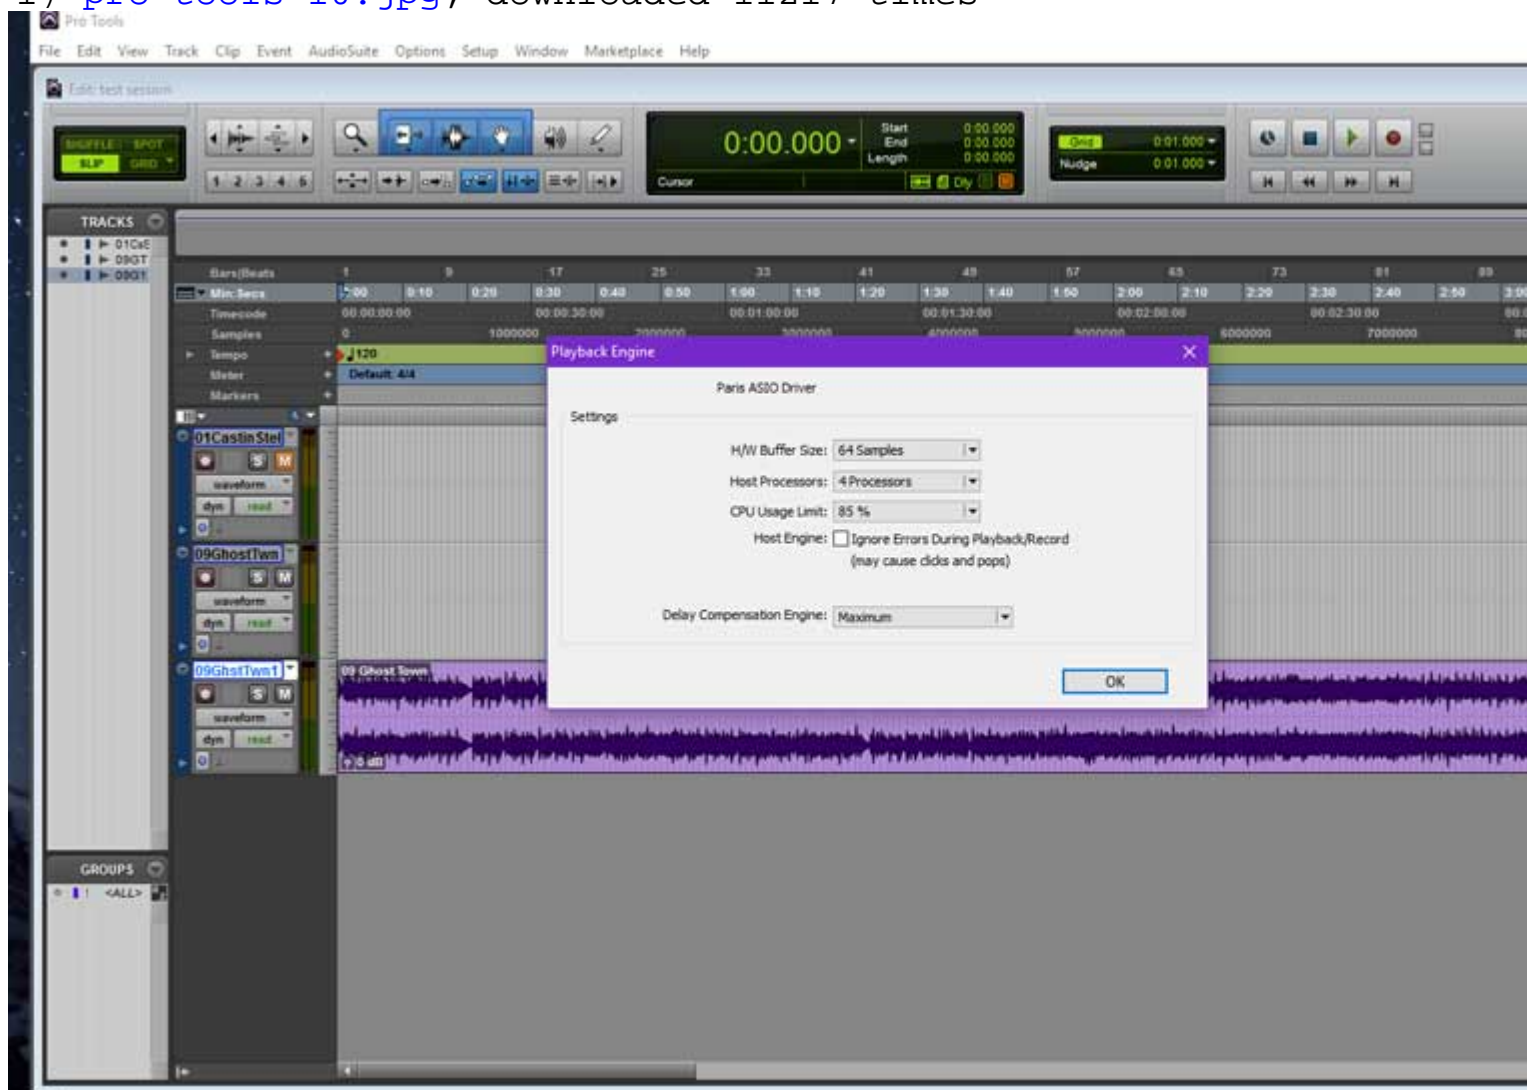 Pro Tools
File Edit View Track Clip Event AudioSuite Options Setup Window Marketplace Help
Edit: test session
SHUFFLE SPOT
SLIP GRID
1 2 3 4 5
0:00.000
Start 0:00.000
End 0:00.000
Length 0:00.000
Cursor
Dly
Grid 0:01.000
Nudge 0:01.000
TRACKS
09GT
Bars|Beats 1 9 17 25 33 41 49 57 65 73 81 89
Min:Secs 0:00 0:10 0:20 0:30 0:40 0:50 1:00 1:10 1:20 1:30 1:40 1:50 2:00 2:10 2:20 2:30 2:40 2:50
Timecode 00:00:00:00 00:00:30:00 00:01:00:00 00:01:30:00 00:02:00:00 00:02:30:00
Samples 0 1000000 2000000 3000000 4000000 5000000 6000000 7000000
Tempo 120
Meter Default: 4/4
Markers
Playback Engine
Paris ASIO Driver
Settings
H/W Buffer Size: 64 Samples
Host Processors: 4 Processors
CPU Usage Limit: 85 %
Host Engine: Ignore Errors During Playback/Record
(may cause clicks and pops)
Delay Compensation Engine: Maximum
OK
01CastinStel
S M
waveform
dyn read
09GhostTwn
S M
waveform
dyn read
09GhstTwn1
S M
waveform
dyn read
09 Ghost Town
0 dB
GROUPS
<ALL>